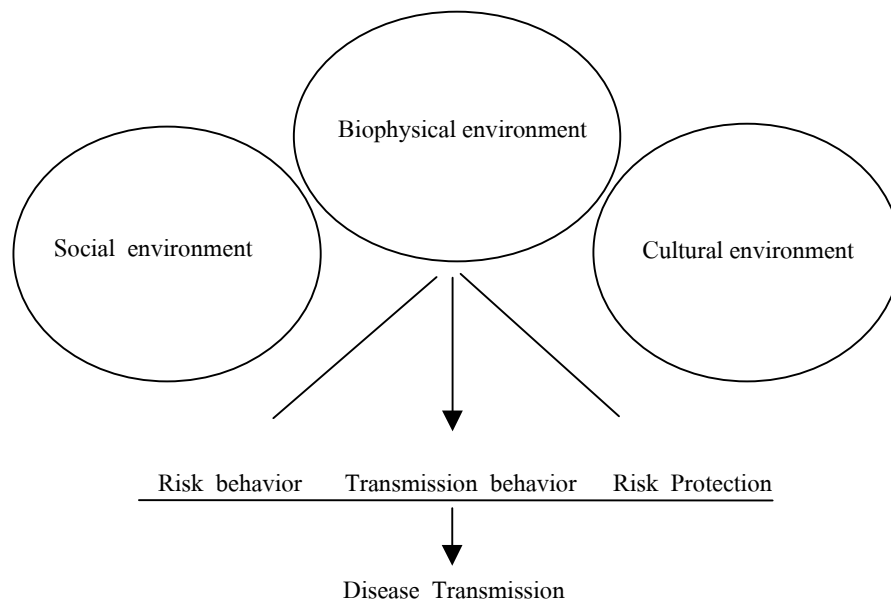 Biophysical environment
Social environment
Cultural environment
Risk behavior Transmission behavior Risk Protection
Disease Transmission